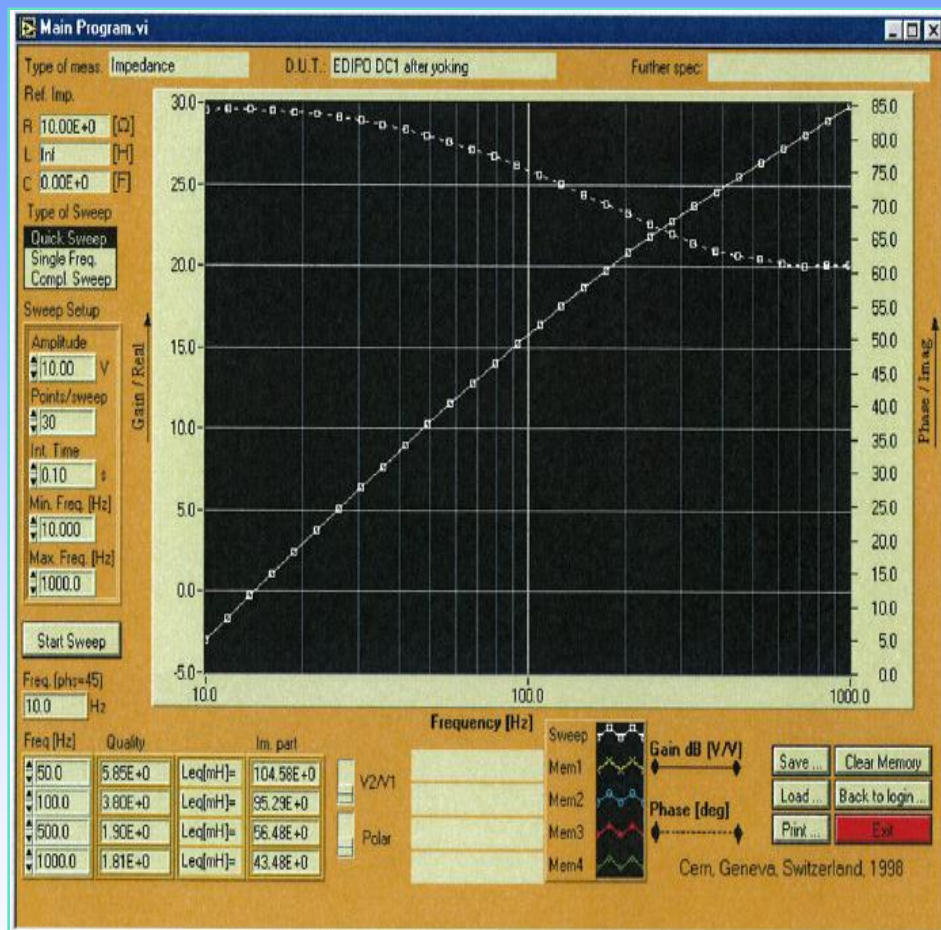 Main Program.vi
Type of meas. Impedance D.U.T.: EDIPO DC1 after yoking Further spec:
Ref. Imp.
R 10.00E+0 [Ω]
L Inf [H]
C 0.00E+0 [F]
Type of Sweep
Quick Sweep
Single Freq.
Compl. Sweep
Sweep Setup
Amplitude
10.00 V
Points/sweep
30
Int. Time
0.10 s
Min. Freq. [Hz]
10.000
Max. Freq. [Hz]
1000.0
Start Sweep
Freq. (phs=45)
10.0 Hz
Gain / Real
30.0
25.0
20.0
15.0
10.0
5.0
0.0
-5.0
10.0 100.0 1000.0
Frequency [Hz]
85.0
80.0
75.0
70.0
65.0
60.0
55.0
50.0
45.0
40.0
35.0
30.0
25.0
20.0
15.0
10.0
5.0
0.0
Phase / Imag
Freq [Hz] Quality Im. part
50.0 5.85E+0 Leq[mH]= 104.58E+0
100.0 3.80E+0 Leq[mH]= 95.29E+0
500.0 1.90E+0 Leq[mH]= 56.48E+0
1000.0 1.81E+0 Leq[mH]= 43.48E+0
V2/V1
Polar
Sweep
Mem1
Mem2
Mem3
Mem4
Gain dB [V/V]
Phase [deg]
Save ... Clear Memory
Load ... Back to login ...
Print ... Exit
Cern, Geneva, Switzerland, 1998